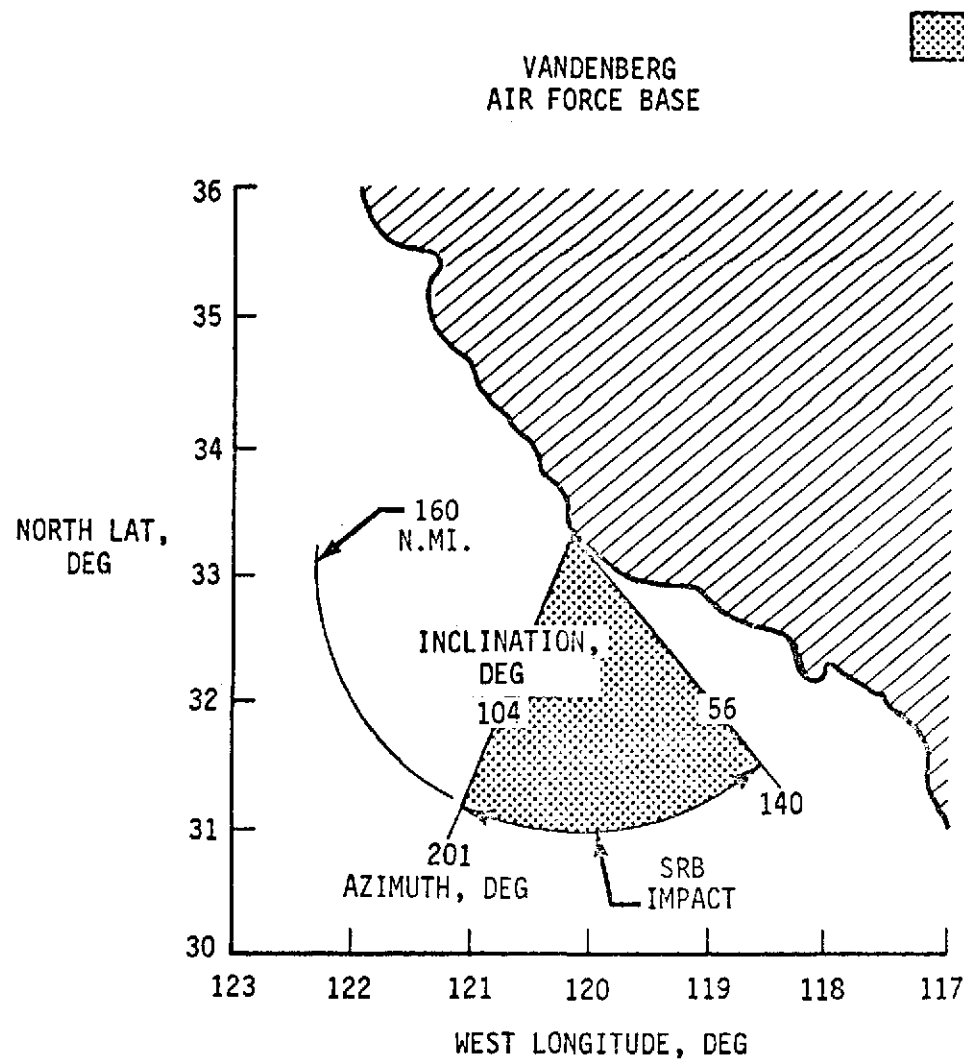 VANDENBERG
AIR FORCE BASE
36
35
34
33
32
31
30
NORTH LAT,
DEG
160
N.MI.
INCLINATION,
DEG
104
56
140
201
AZIMUTH, DEG
SRB
IMPACT
123
122
121
120
119
118
117
WEST LONGITUDE, DEG